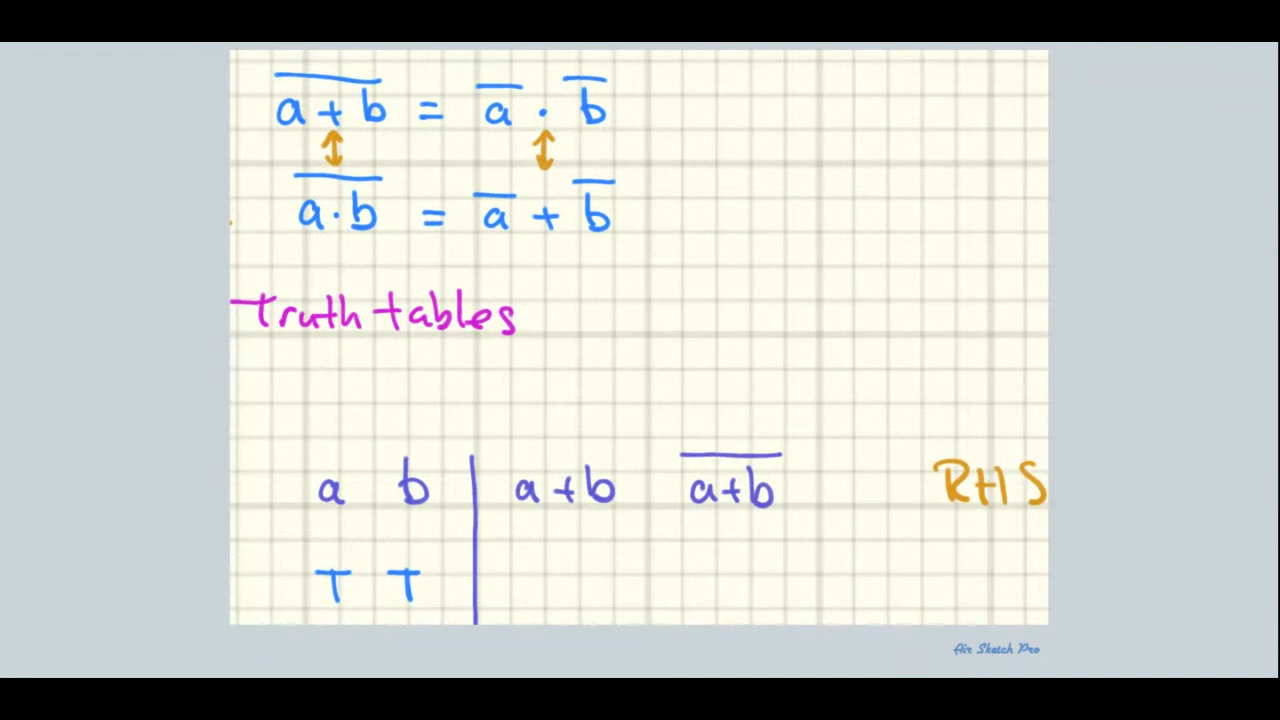 a̅ ̅+̅ ̅b̅ = a̅ · b̅
a̅ ̅·̅ ̅b̅ = a̅ + b̅
Truth tables
a b | a + b a̅+̅b̅ RHS
T T |
Air Sketch Pro